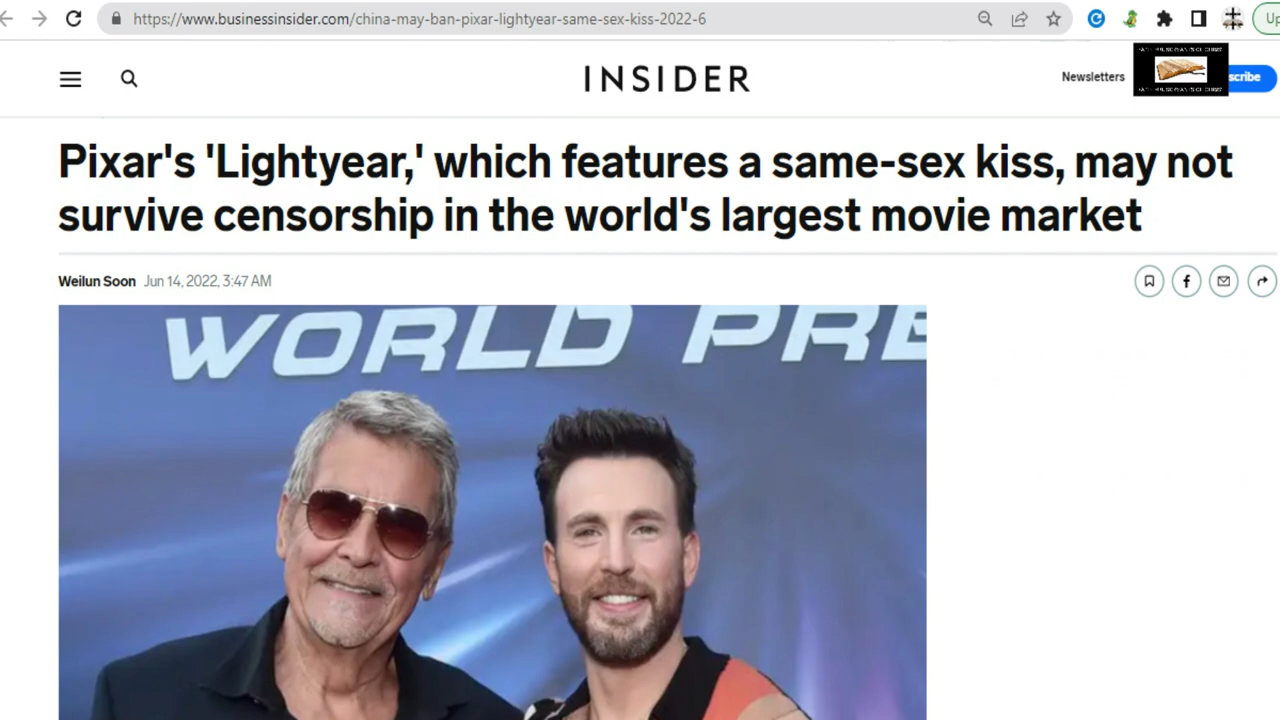 https://www.businessinsider.com/china-may-ban-pixar-lightyear-same-sex-kiss-2022-6
Up
INSIDER
Newsletters
scribe
Pixar's 'Lightyear,' which features a same-sex kiss, may not
survive censorship in the world's largest movie market
Weilun Soon Jun 14, 2022, 3:47 AM
WORLD PRE